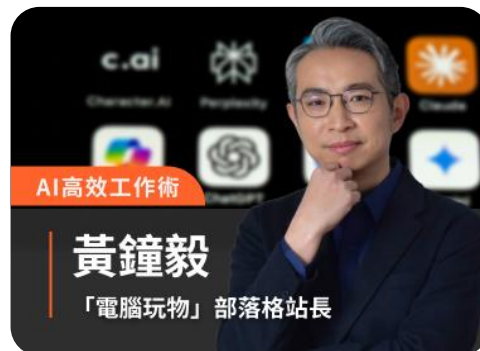 c.ai
Character.AI
Perplexity
Claude
ChatGPT
AI高效工作術
黃鐘毅
「電腦玩物」部落格站長